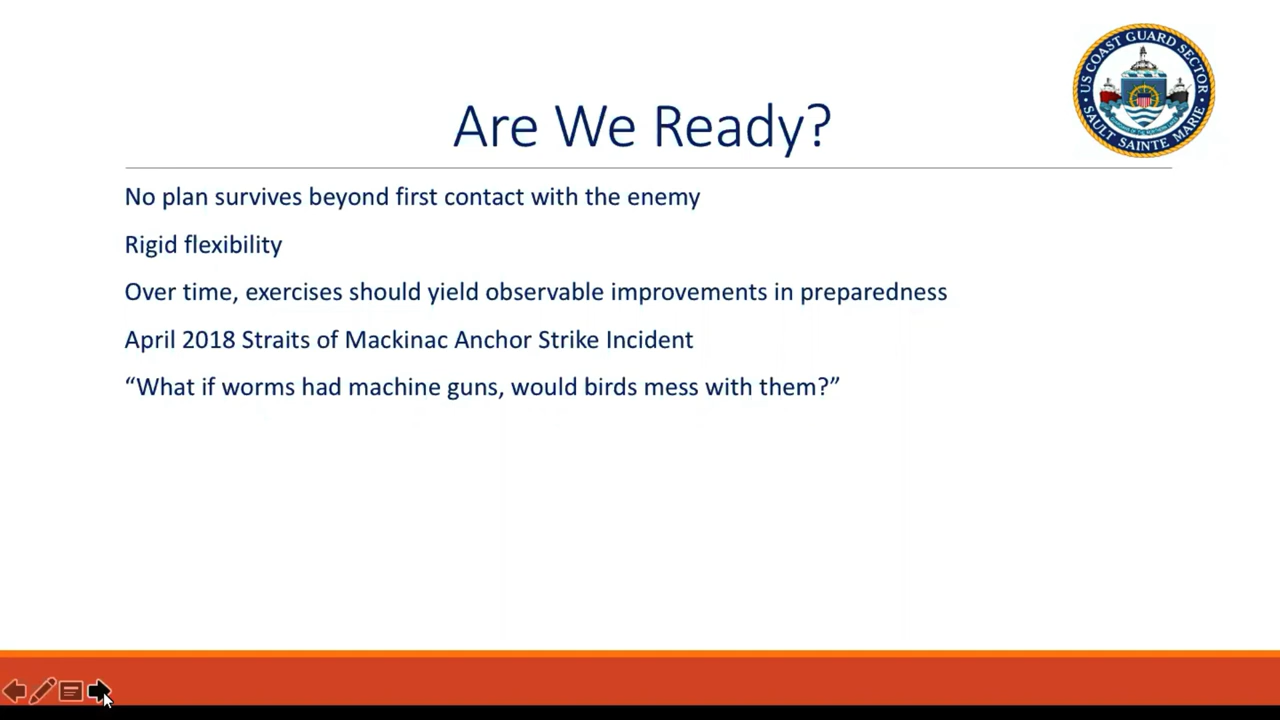 US COAST GUARD SECTOR
SAULT SAINTE MARIE
Are We Ready?
No plan survives beyond first contact with the enemy
Rigid flexibility
Over time, exercises should yield observable improvements in preparedness
April 2018 Straits of Mackinac Anchor Strike Incident
“What if worms had machine guns, would birds mess with them?”